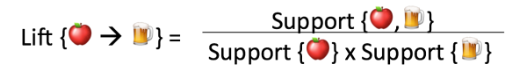 Lift {🍎 → 🍺} = Support {🍎, 🍺}
Support {🍎} x Support {🍺}